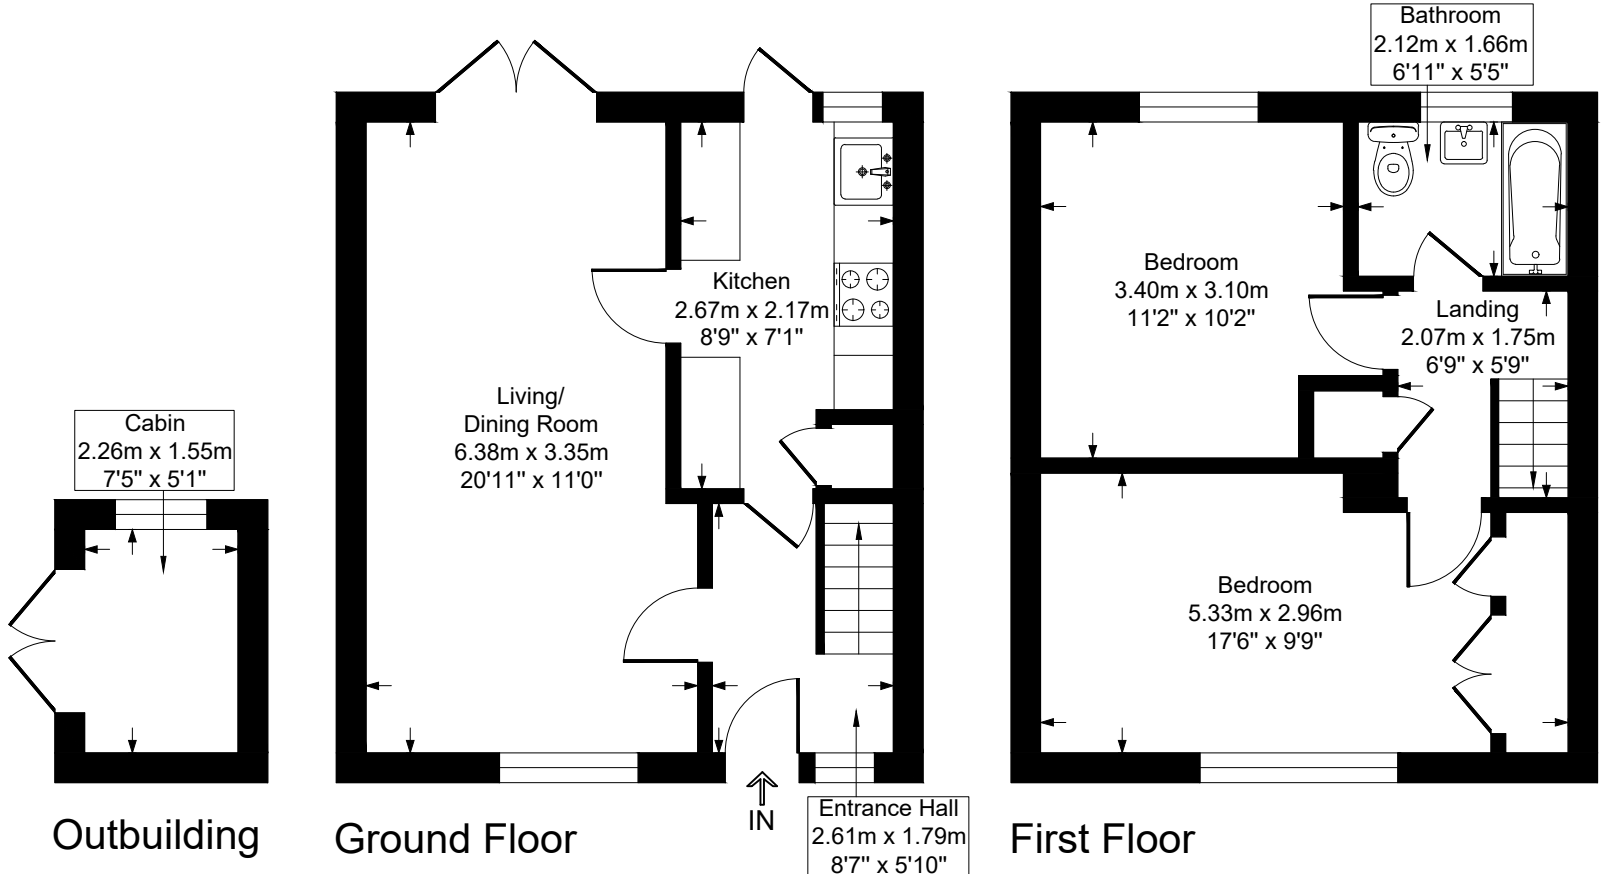 Cabin
2.26m x 1.55m
7'5" x 5'1"
Outbuilding
Living/
Dining Room
6.38m x 3.35m
20'11" x 11'0"
Kitchen
2.67m x 2.17m
8'9" x 7'1"
IN
Entrance Hall
2.61m x 1.79m
8'7" x 5'10"
Ground Floor
Bathroom
2.12m x 1.66m
6'11" x 5'5"
Bedroom
3.40m x 3.10m
11'2" x 10'2"
Landing
2.07m x 1.75m
6'9" x 5'9"
Bedroom
5.33m x 2.96m
17'6" x 9'9"
First Floor